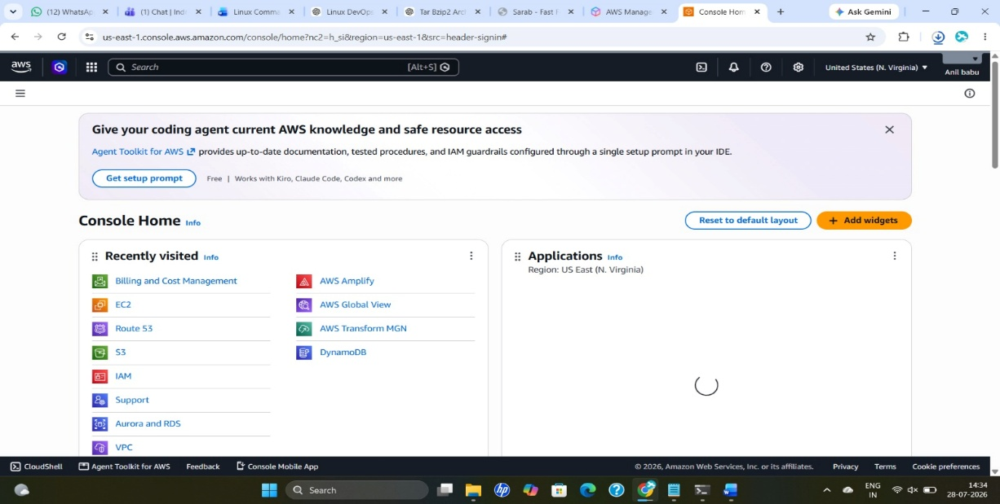 (12) WhatsAp
(1) Chat | Ind
Linux Comma
Linux DevOps
Tar Bzip2 Arc
Sarab - Fast F
AWS Manage
Console Hom
Ask Gemini
us-east-1.console.aws.amazon.com/console/home?nc2=h_si&region=us-east-1&src=header-signin#
aws
Search
[Alt+S]
United States (N. Virginia)
Anil babu
Give your coding agent current AWS knowledge and safe resource access
Agent Toolkit for AWS provides up-to-date documentation, tested procedures, and IAM guardrails configured through a single setup prompt in your IDE.
Get setup prompt
Free | Works with Kiro, Claude Code, Codex and more
Console Home Info
Reset to default layout
Add widgets
Recently visited Info
Billing and Cost Management
EC2
Route 53
S3
IAM
Support
Aurora and RDS
VPC
AWS Amplify
AWS Global View
AWS Transform MGN
DynamoDB
Applications Info
Region: US East (N. Virginia)
CloudShell
Agent Toolkit for AWS
Feedback
Console Mobile App
© 2026, Amazon Web Services, Inc. or its affiliates.
Privacy
Terms
Cookie preferences
Search
ENG
IN
14:34
28-07-2026